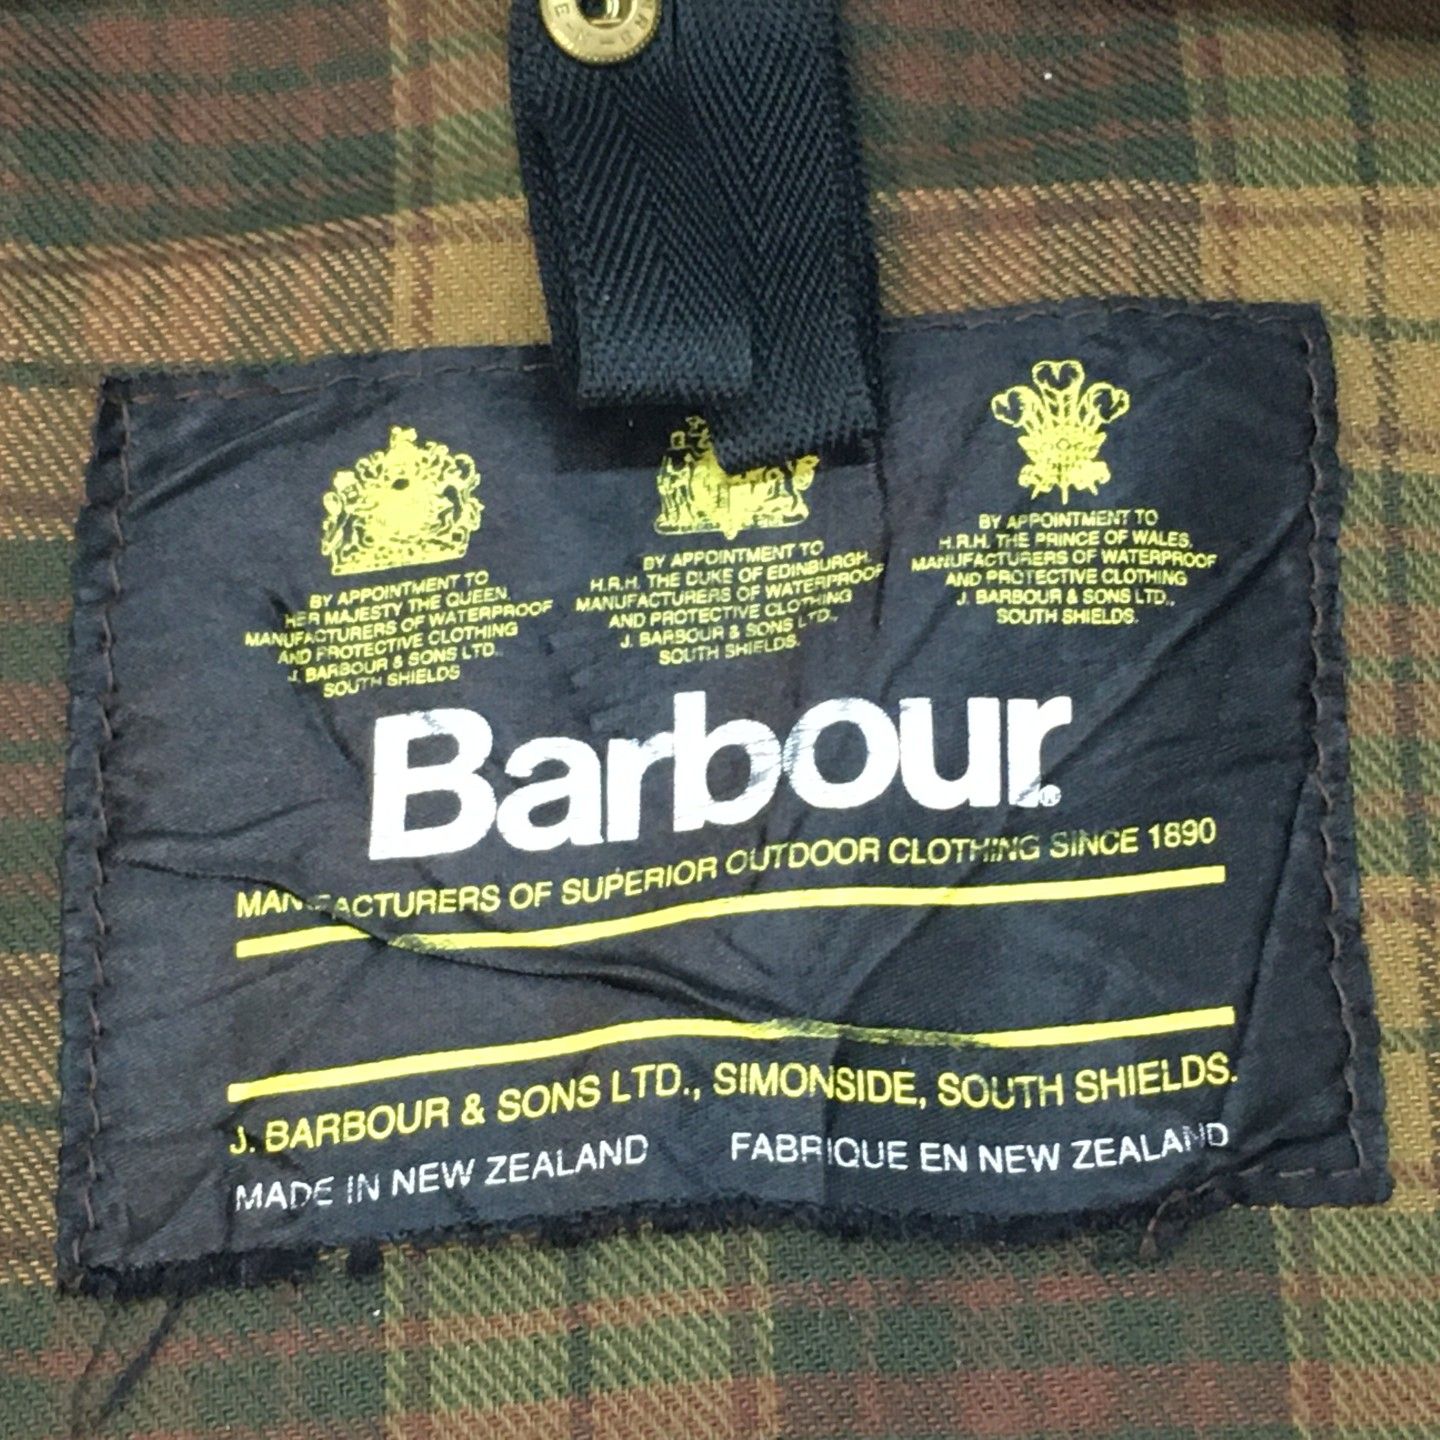 BY APPOINTMENT TO
HER MAJESTY THE QUEEN,
MANUFACTURERS OF WATERPROOF
AND PROTECTIVE CLOTHING
J. BARBOUR & SONS LTD.
SOUTH SHIELDS
BY APPOINTMENT TO
H.R.H. THE DUKE OF EDINBURGH.
MANUFACTURERS OF WATERPROOF
AND PROTECTIVE CLOTHING
J. BARBOUR & SONS LTD.,
SOUTH SHIELDS.
BY APPOINTMENT TO
H.R.H. THE PRINCE OF WALES,
MANUFACTURERS OF WATERPROOF
AND PROTECTIVE CLOTHING
J. BARBOUR & SONS LTD.,
SOUTH SHIELDS.
Barbour®
MANUFACTURERS OF SUPERIOR OUTDOOR CLOTHING SINCE 1890
J. BARBOUR & SONS LTD., SIMONSIDE, SOUTH SHIELDS.
MADE IN NEW ZEALAND FABRIQUE EN NEW ZEALAND